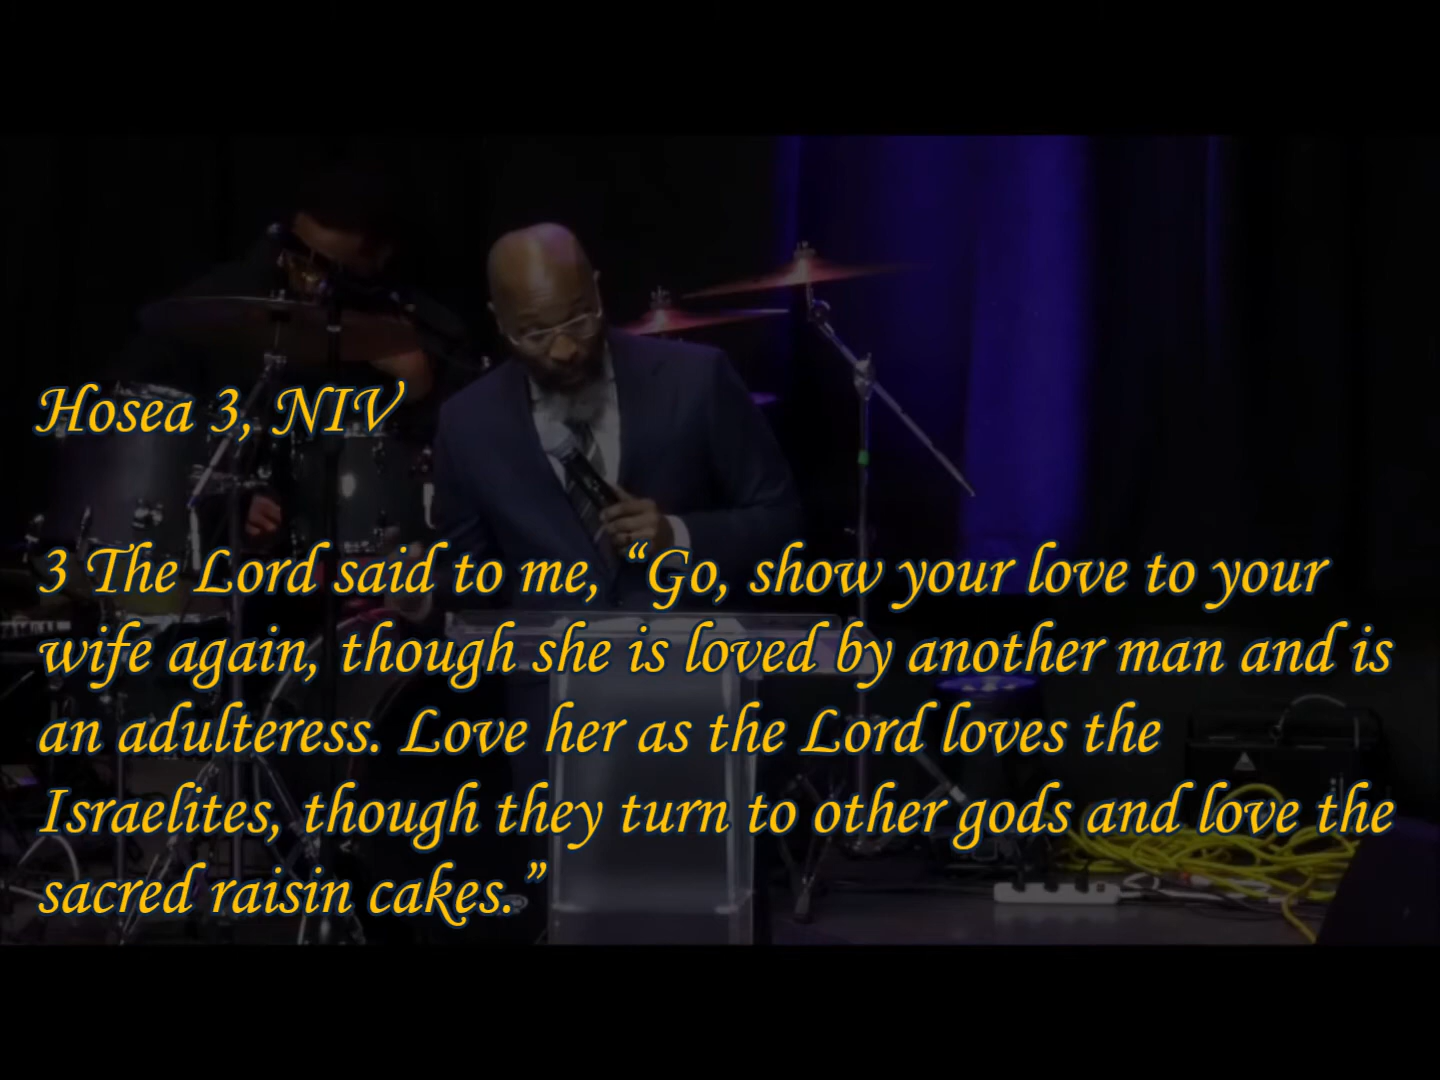 Hosea 3, NIV
3 The Lord said to me, “Go, show your love to your
wife again, though she is loved by another man and is
an adulteress. Love her as the Lord loves the
Israelites, though they turn to other gods and love the
sacred raisin cakes.”